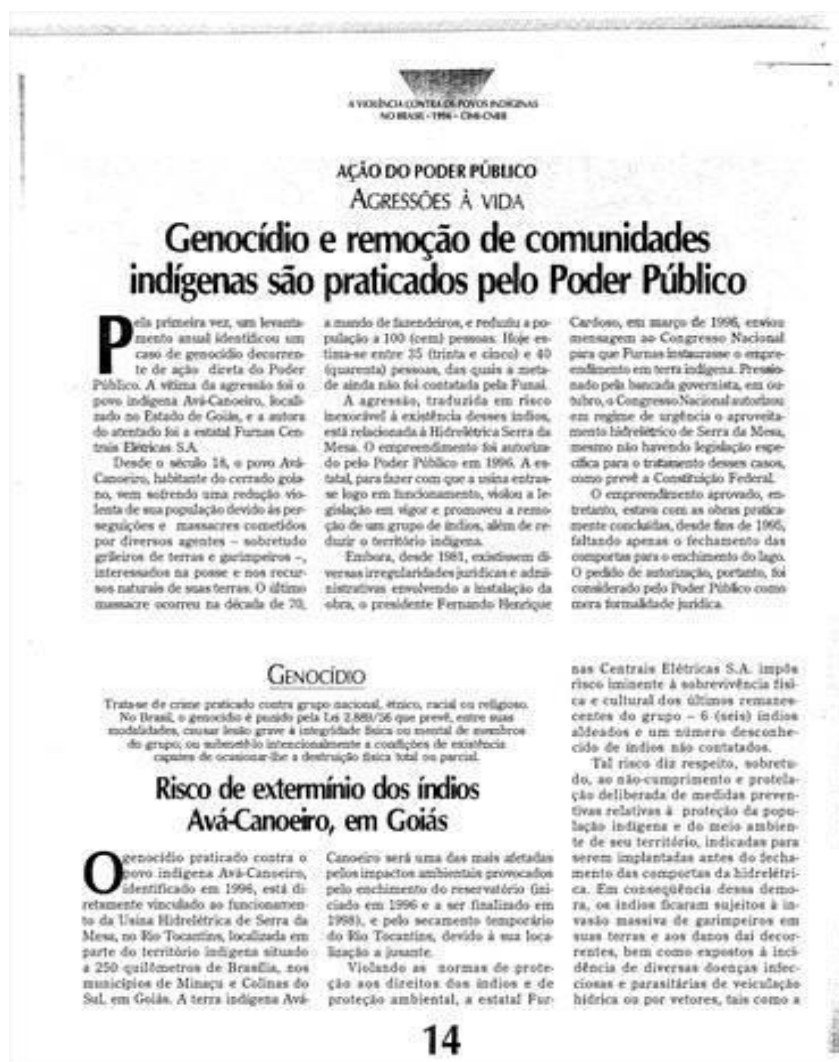 A VIOLÊNCIA CONTRA OS POVOS INDÍGENAS
NO BRASIL - 1996 - CIMI-CNBB
AÇÃO DO PODER PÚBLICO
AGRESSÕES À VIDA
Genocídio e remoção de comunidades
indígenas são praticados pelo Poder Público
Pela primeira vez, um levanta-
mento anual identificou um
caso de genocídio decorren-
te de ação direta do Poder
Público. A vítima da agressão foi o
povo indígena Avá-Canoeiro, locali-
zado no Estado de Goiás, e a autora
do atentado foi a estatal Furnas Cen-
trais Elétricas S.A.
Desde o século 18, o povo Avá-
Canoeiro, habitante do cerrado goia-
no, vem sofrendo uma redução vio-
lenta de sua população devido às per-
seguições e massacres cometidos
por diversos agentes – sobretudo
grileiros de terras e garimpeiros –,
interessados na posse e nos recur-
sos naturais de suas terras. O último
massacre ocorreu na década de 70,
a mando de fazendeiros, e reduziu a po-
pulação a 100 (cem) pessoas. Hoje es-
tima-se entre 35 (trinta e cinco) e 40
(quarenta) pessoas, das quais a meta-
de ainda não foi contatada pela Funai.
A agressão, traduzida em risco
inexorável à existência desses índios,
está relacionada à Hidrelétrica Serra da
Mesa. O empreendimento foi autoriza-
do pelo Poder Público em 1996. A es-
tatal, para fazer com que a usina entras-
se logo em funcionamento, violou a le-
gislação em vigor e promoveu a remo-
ção de um grupo de índios, além de re-
duzir o território indígena.
Embora, desde 1981, existissem di-
versas irregularidades jurídicas e admi-
nistrativas envolvendo a instalação da
obra, o presidente Fernando Henrique
Cardoso, em março de 1996, enviou
mensagem ao Congresso Nacional
para que Furnas instaurasse o empre-
endimento em terra indígena. Pressio-
nado pela bancada governista, em ou-
tubro, o Congresso Nacional autorizou
em regime de urgência o aproveita-
mento hidrelétrico de Serra da Mesa,
mesmo não havendo legislação espe-
cífica para o tratamento desses casos,
como prevê a Constituição Federal.
O empreendimento aprovado, en-
tretanto, estava com as obras pratica-
mente concluídas, desde fins de 1995,
faltando apenas o fechamento das
comportas para o enchimento do lago.
O pedido de autorização, portanto, foi
considerado pelo Poder Público como
mera formalidade jurídica.
GENOCÍDIO
Trata-se de crime praticado contra grupo nacional, étnico, racial ou religioso.
No Brasil, o genocídio é punido pela Lei 2.889/56 que prevê, entre suas
modalidades, causar lesão grave à integridade física ou mental de membros
do grupo; ou submetê-lo intencionalmente a condições de existência
capazes de ocasionar-lhe a destruição física total ou parcial.
Risco de extermínio dos índios
Avá-Canoeiro, em Goiás
O genocídio praticado contra o
povo indígena Avá-Canoeiro,
identificado em 1996, está di-
retamente vinculado ao funcionamen-
to da Usina Hidrelétrica de Serra da
Mesa, no Rio Tocantins, localizada em
parte do território indígena situado
a 250 quilômetros de Brasília, nos
municípios de Minaçu e Colinas do
Sul, em Goiás. A terra indígena Avá-
Canoeiro será uma das mais afetadas
pelos impactos ambientais provocados
pelo enchimento do reservatório (ini-
ciado em 1996 e a ser finalizado em
1998), e pelo secamento temporário
do Rio Tocantins, devido à sua loca-
lização a jusante.
Violando as normas de prote-
ção aos direitos dos índios e de
proteção ambiental, a estatal Fur-
nas Centrais Elétricas S.A. impôs
risco iminente à sobrevivência físi-
ca e cultural dos últimos remanes-
centes do grupo – 6 (seis) índios
aldeados e um número desconhe-
cido de índios não contatados.
Tal risco diz respeito, sobretu-
do, ao não-cumprimento e protela-
ção deliberada de medidas preven-
tivas relativas à proteção da popu-
lação indígena e do meio ambien-
te de seu território, indicadas para
serem implantadas antes do fecha-
mento das comportas da hidrelétri-
ca. Em conseqüência dessa demo-
ra, os índios ficaram sujeitos à in-
vasão massiva de garimpeiros em
suas terras e aos danos daí decor-
rentes, bem como expostos à inci-
dência de diversas doenças infec-
ciosas e parasitárias de veiculação
hídrica ou por vetores, tais como a
14